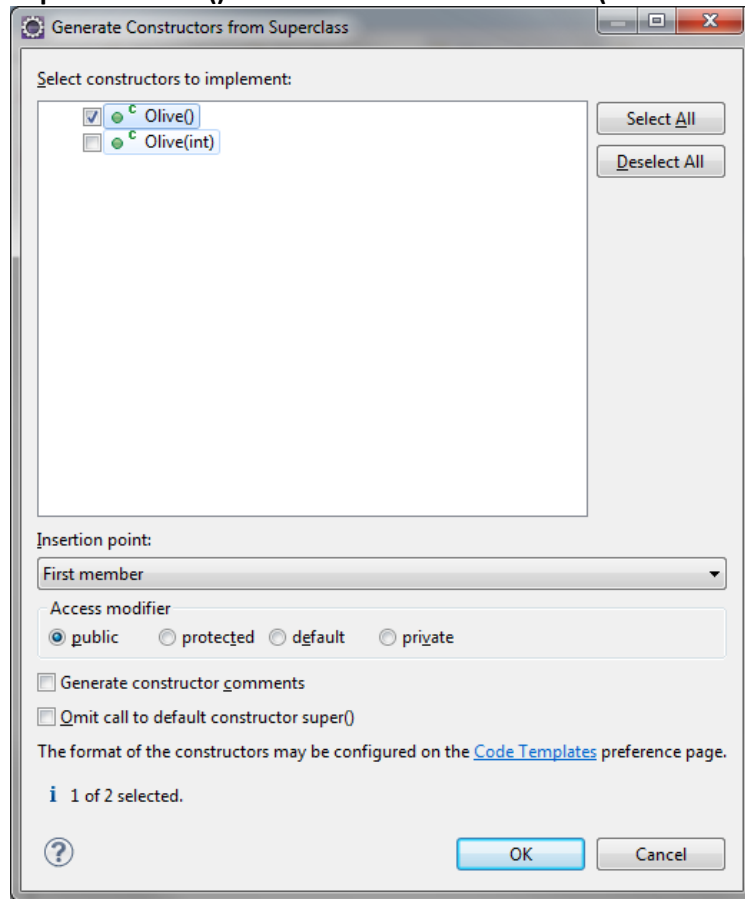 Generate Constructors from Superclass
Select constructors to implement:
C Olive()
C Olive(int)
Select All
Deselect All
Insertion point:
First member
Access modifier
public protected default private
Generate constructor comments
Omit call to default constructor super()
The format of the constructors may be configured on the Code Templates preference page.
i 1 of 2 selected.
?
OK Cancel